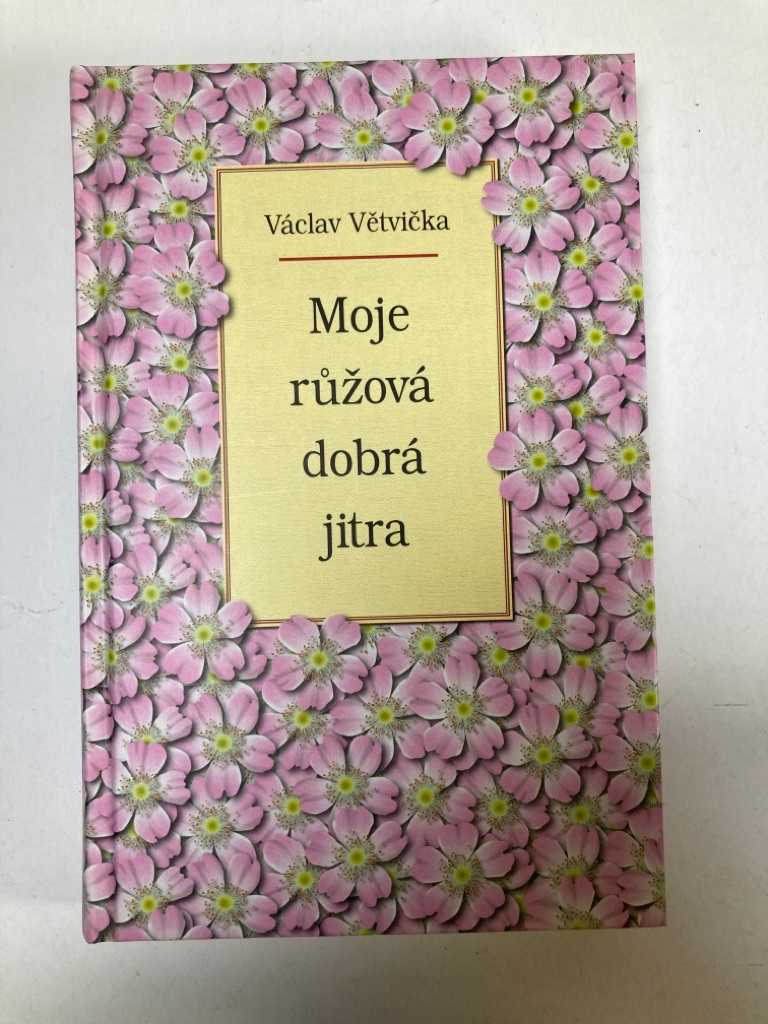 Václav Větvička
Moje
růžová
dobrá
jitra